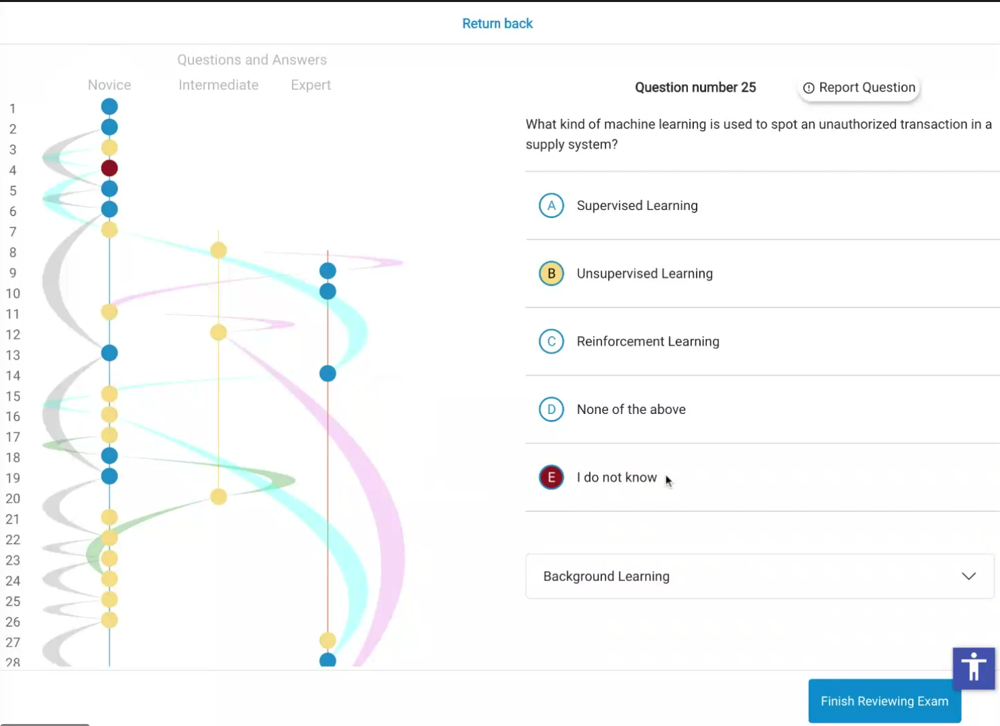 Return back
Questions and Answers
Novice Intermediate Expert
1
2
3
4
5
6
7
8
9
10
11
12
13
14
15
16
17
18
19
20
21
22
23
24
25
26
27
28
Question number 25 Report Question
What kind of machine learning is used to spot an unauthorized transaction in a
supply system?
A Supervised Learning
B Unsupervised Learning
C Reinforcement Learning
D None of the above
E I do not know
Background Learning
Finish Reviewing Exam